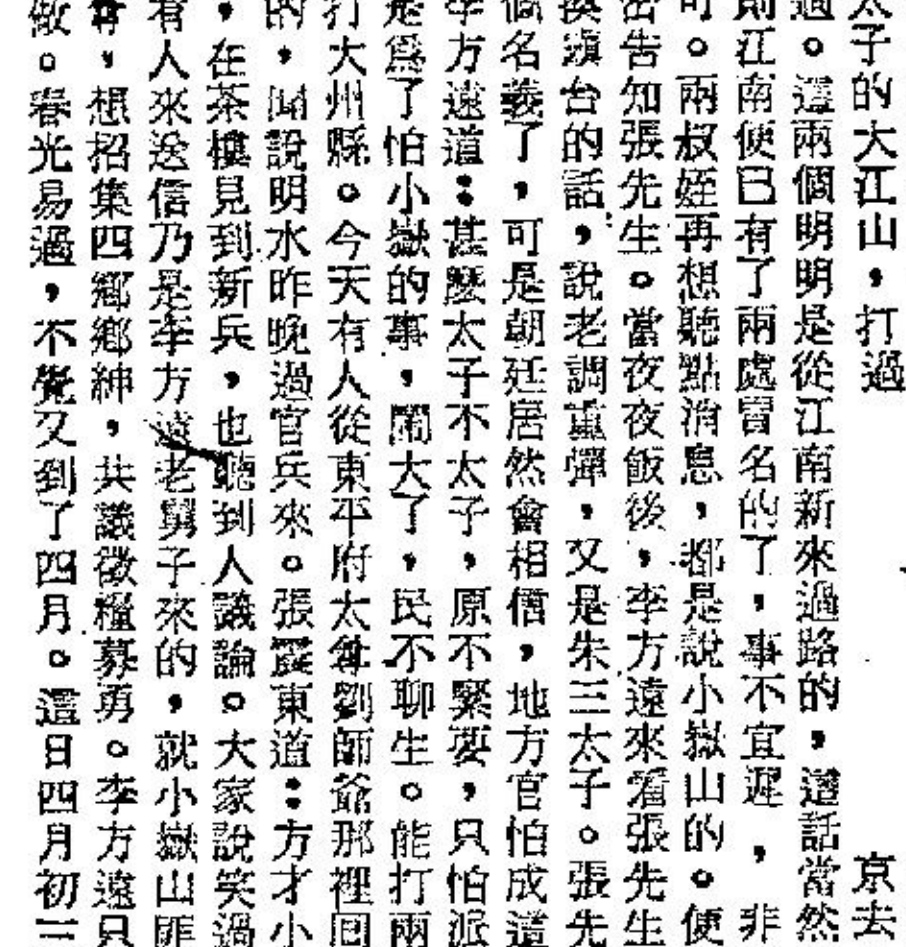 太子的大江山，打過　京去
過。這兩個明明是從江南新來過路的，這話當然
則江南便已有了兩處冒名的了，事不宜遲，非
可。兩叔姪再想聽點消息，都是說小嶽山的。便
告知張先生。當夜夜飯後，李方遠來看張先生
換台的話，說老調重彈，又是朱三太子。張先
個名義了，可是朝廷居然會相信，地方官怕成這
李方遠道：甚麼太子不太子，原不緊要，只怕派
是爲了怕小嶽的事，鬧大了，民不聊生。能打兩
打大州縣。今天有人從東平府太尊劉師爺那裡回
的，聞說明水昨晚過官兵來。張震東道：方才小
，在茶樓見到新兵，也聽到人議論。大家說笑過
有人來送信乃是李方遠老舅子來的，就小嶽山匪
，想招集四鄉鄉紳，共議徵糧募勇。李方遠只
做。春光易過，不覺又到了四月。這日四月初三